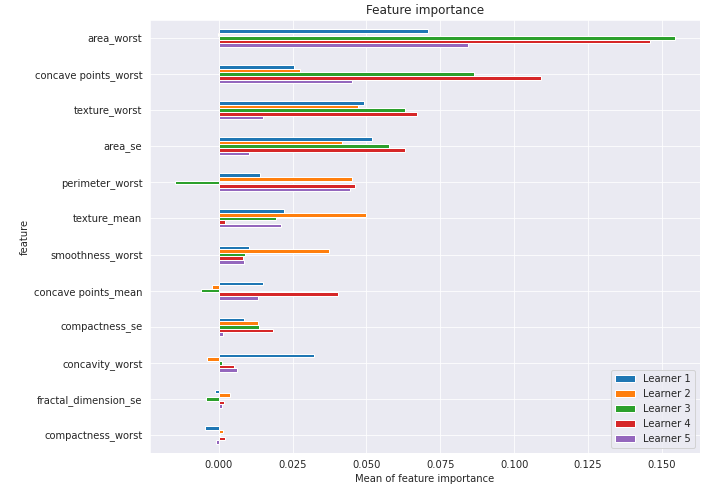 Feature importance
area_worst
concave points_worst
texture_worst
area_se
perimeter_worst
texture_mean
smoothness_worst
concave points_mean
compactness_se
concavity_worst
fractal_dimension_se
compactness_worst
feature
Learner 1
Learner 2
Learner 3
Learner 4
Learner 5
0.000 0.025 0.050 0.075 0.100 0.125 0.150
Mean of feature importance